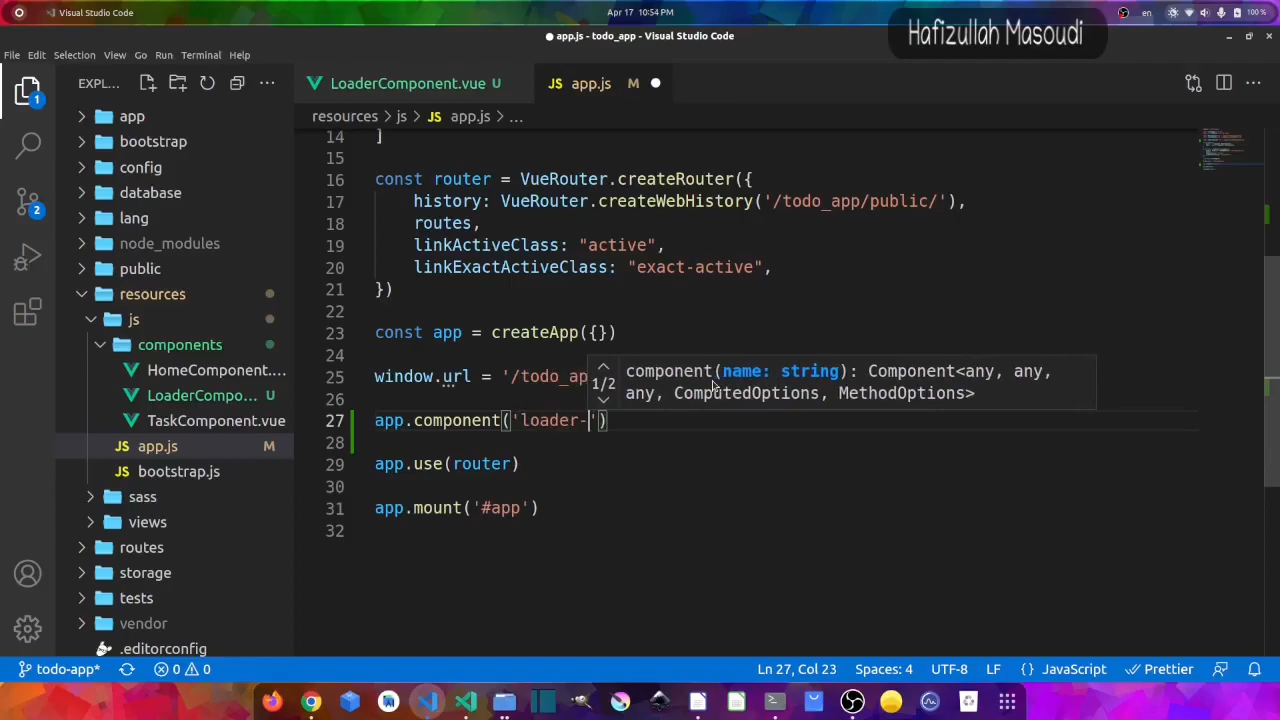 Visual Studio Code
Apr 17 10:54 PM
en
100 %
Hafizullah Masoudi
app.js - todo_app - Visual Studio Code
File Edit Selection View Go Run Terminal Help
EXPL...
LoaderComponent.vue U
JS app.js M
resources > js > JS app.js > ...
app
bootstrap
config
database
lang
node_modules
public
resources
js
components
HomeComponent....
LoaderCompo... U
TaskComponent.vue
JS app.js M
JS bootstrap.js
sass
views
routes
storage
tests
vendor
.editorconfig
1
2
14 ]
15
16 const router = VueRouter.createRouter({
17 history: VueRouter.createWebHistory('/todo_app/public/'),
18 routes,
19 linkActiveClass: "active",
20 linkExactActiveClass: "exact-active",
21 })
22
23 const app = createApp({})
24
25 window.url = '/todo_ap
26
27 app.component('loader-')
28
29 app.use(router)
30
31 app.mount('#app')
32
1/2
component(name: string): Component<any, any,
any, ComputedOptions, MethodOptions>
todo-app*
0 0
Ln 27, Col 23
Spaces: 4
UTF-8
LF
{} JavaScript
Prettier